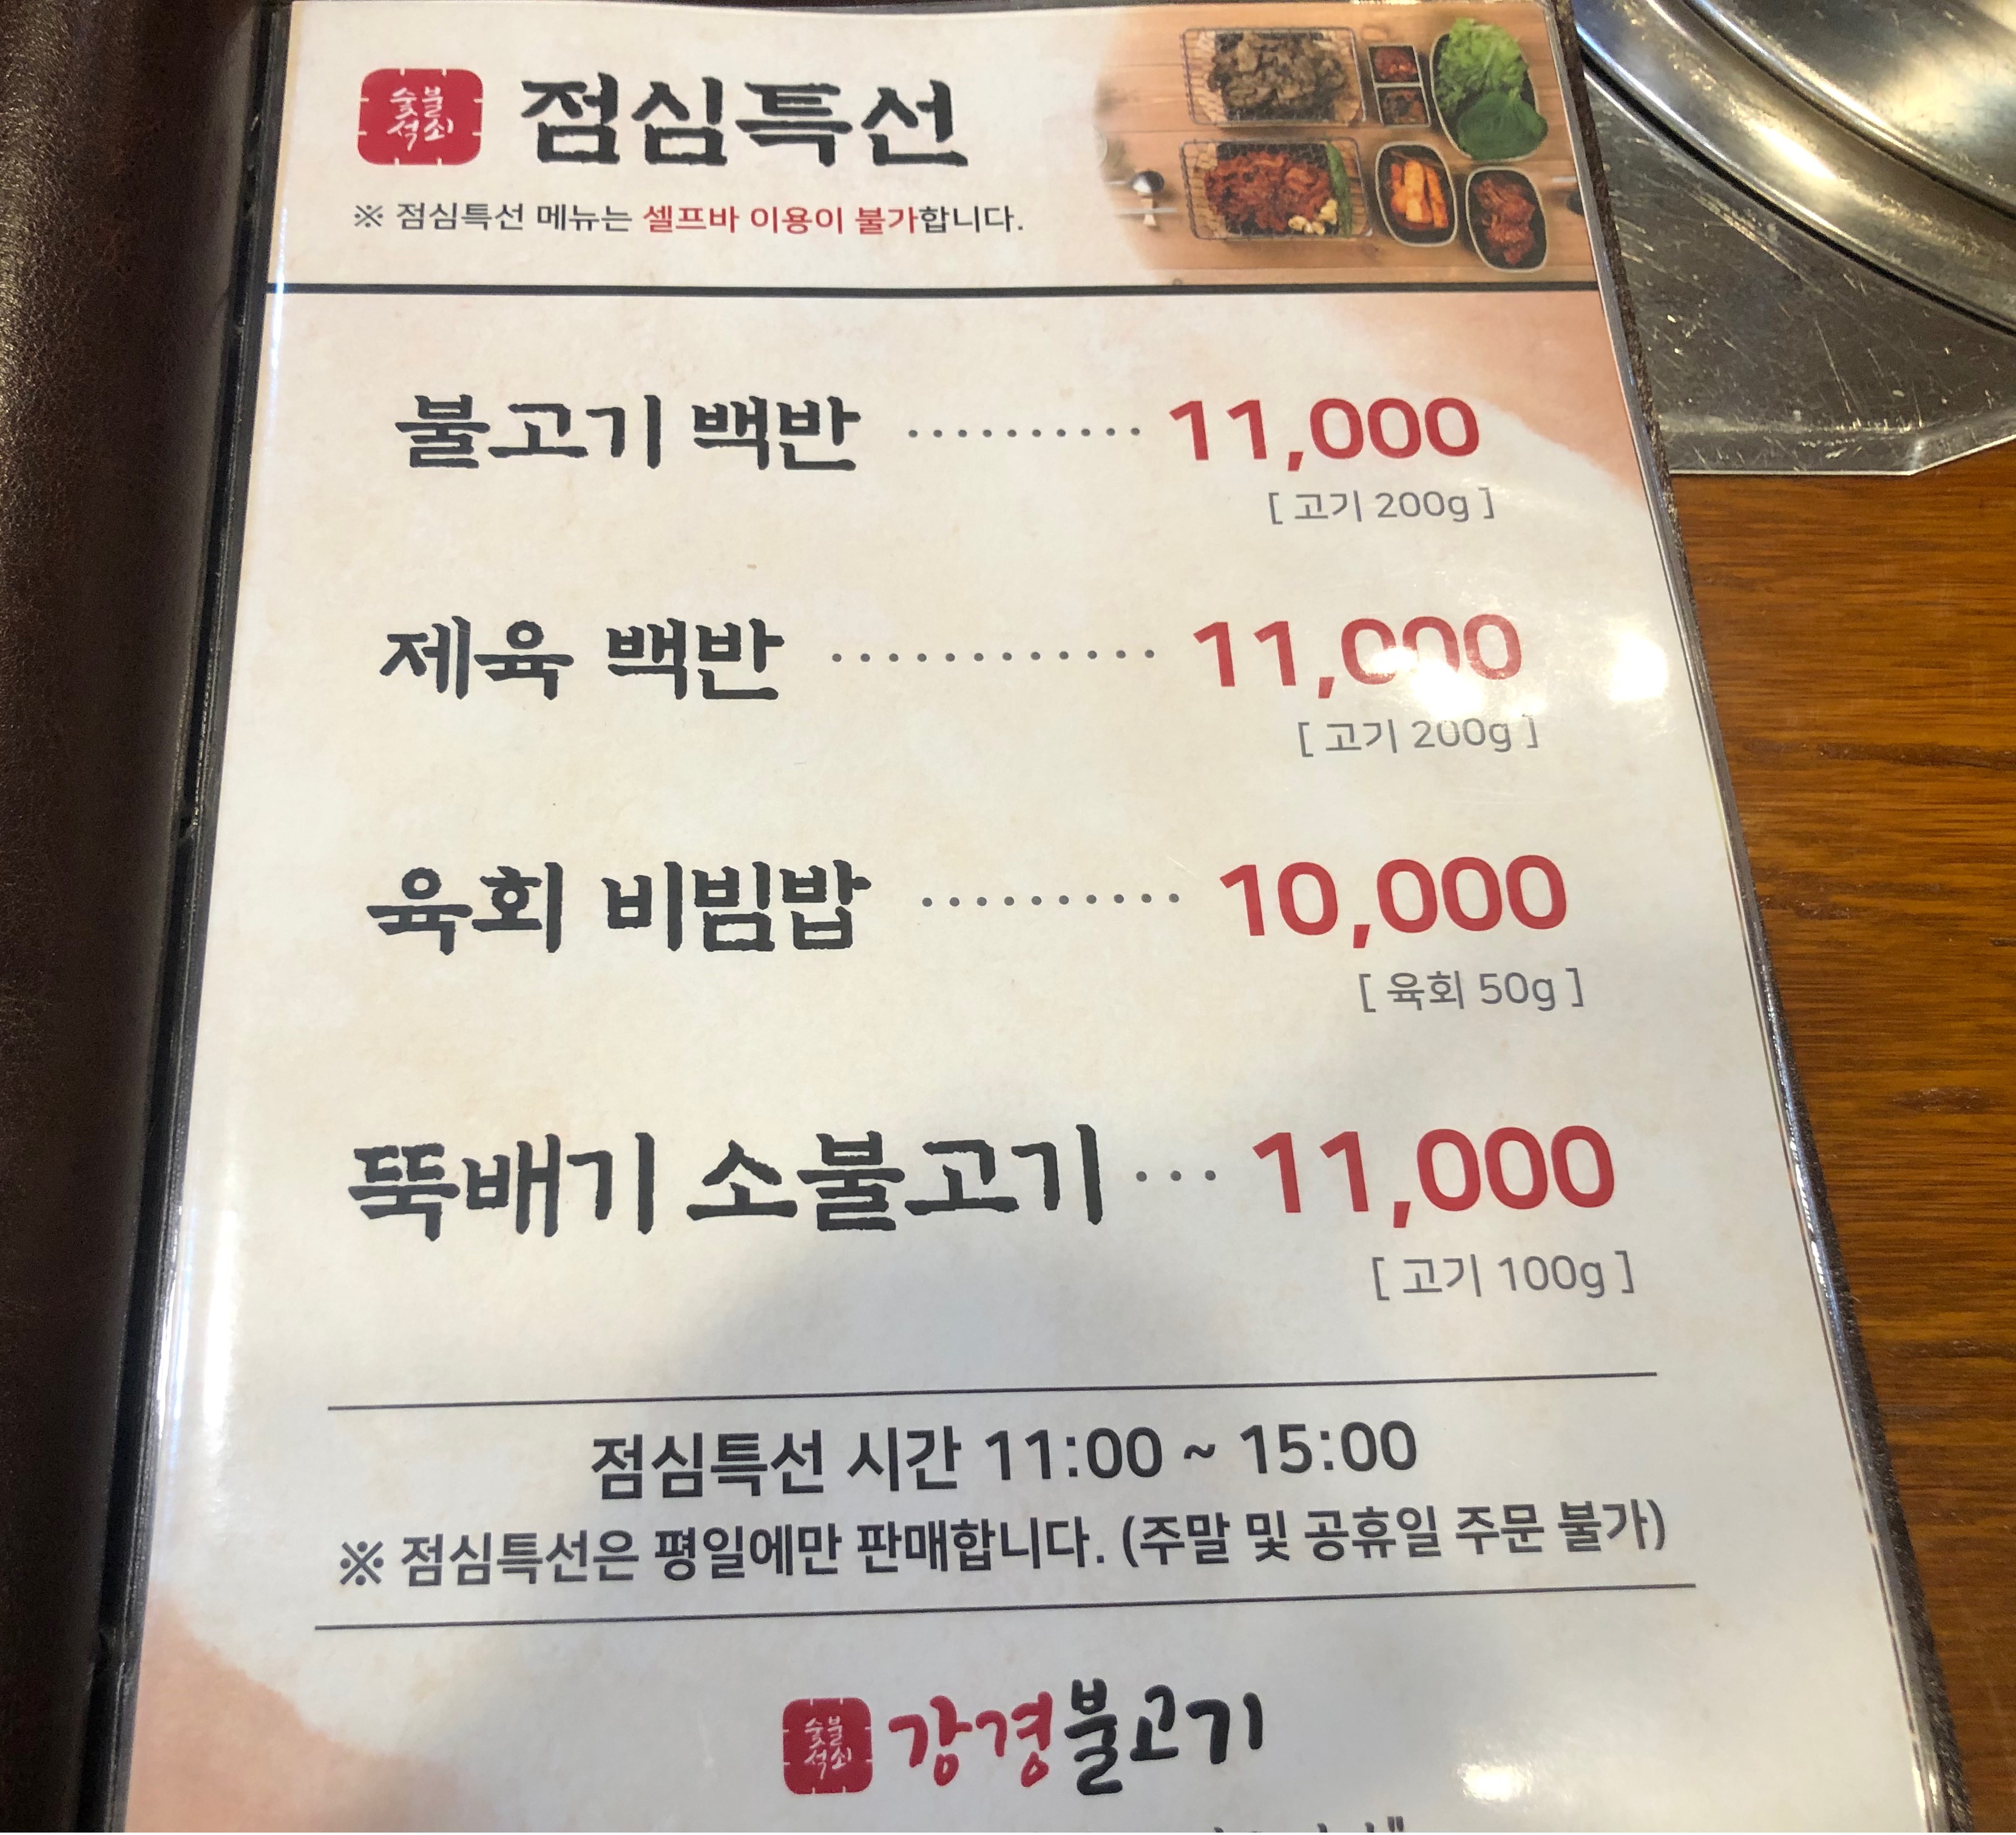 숯불
석쇠
점심특선
※ 점심특선 메뉴는 셀프바 이용이 불가합니다.
불고기 백반 ·········· 11,000
[ 고기 200g ]
제육 백반 ············· 11,000
[ 고기 200g ]
육회 비빔밥 ·········· 10,000
[ 육회 50g ]
뚝배기 소불고기 ··· 11,000
[ 고기 100g ]
점심특선 시간 11:00 ~ 15:00
※ 점심특선은 평일에만 판매합니다. (주말 및 공휴일 주문 불가)
숯불
석쇠
강경불고기